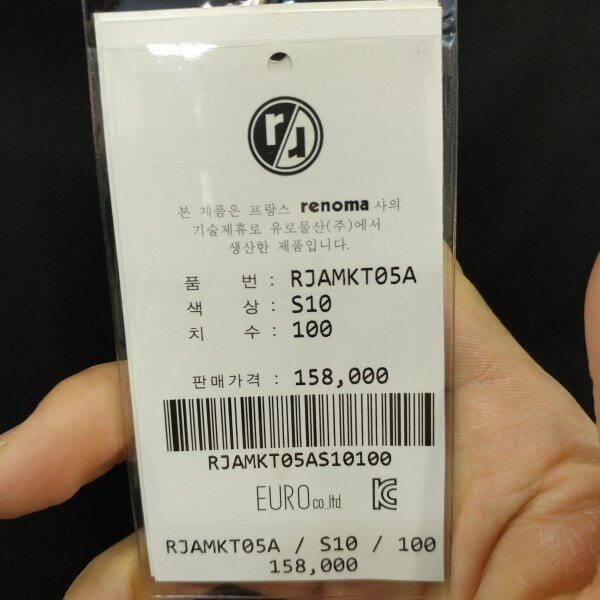 rJ
본 제품은 프랑스 renoma 사의
기술제휴로 유로물산(주)에서
생산한 제품입니다.
품 번 : RJAMKT05A
색 상 : S10
치 수 : 100
판매가격 : 158,000
RJAMKT05AS10100
EURO co.,ltd.
RJAMKT05A / S10 / 100
158,000